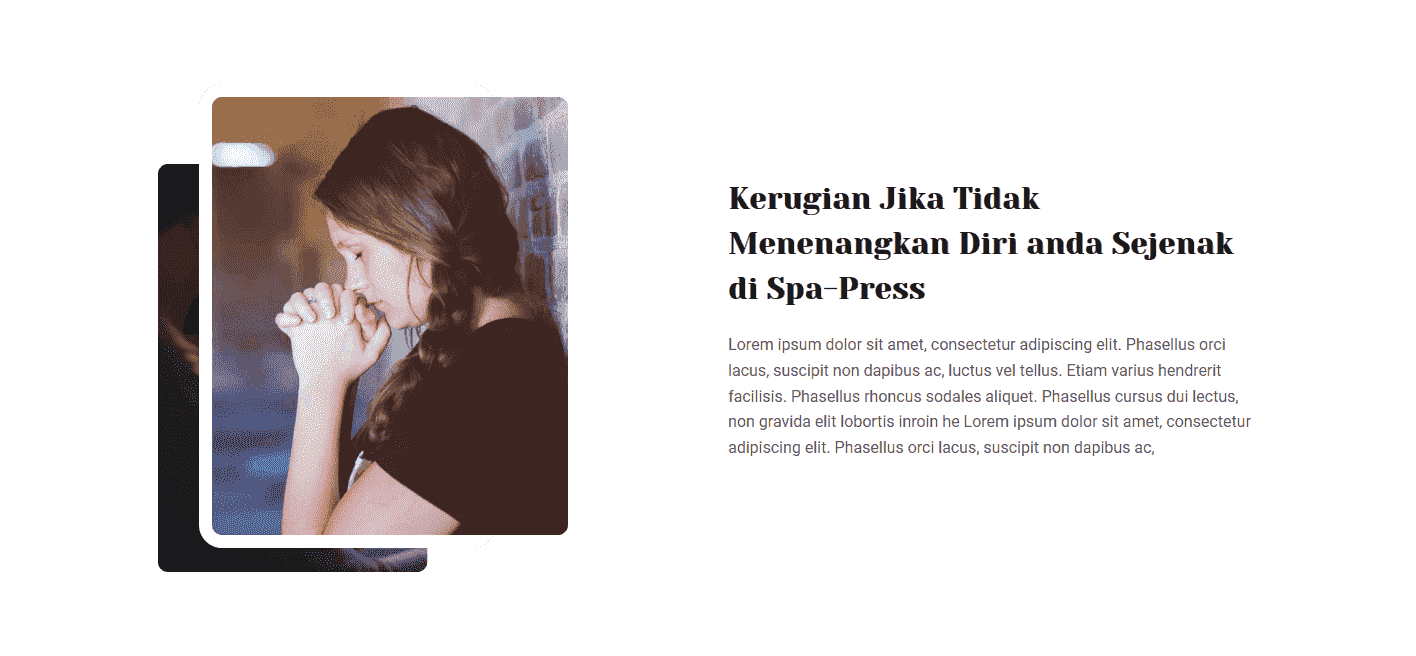 Kerugian Jika Tidak
Menenangkan Diri anda Sejenak
di Spa-Press
Lorem ipsum dolor sit amet, consectetur adipiscing elit. Phasellus orci
lacus, suscipit non dapibus ac, luctus vel tellus. Etiam varius hendrerit
facilisis. Phasellus rhoncus sodales aliquet. Phasellus cursus dui lectus,
non gravida elit lobortis inroin he Lorem ipsum dolor sit amet, consectetur
adipiscing elit. Phasellus orci lacus, suscipit non dapibus ac,